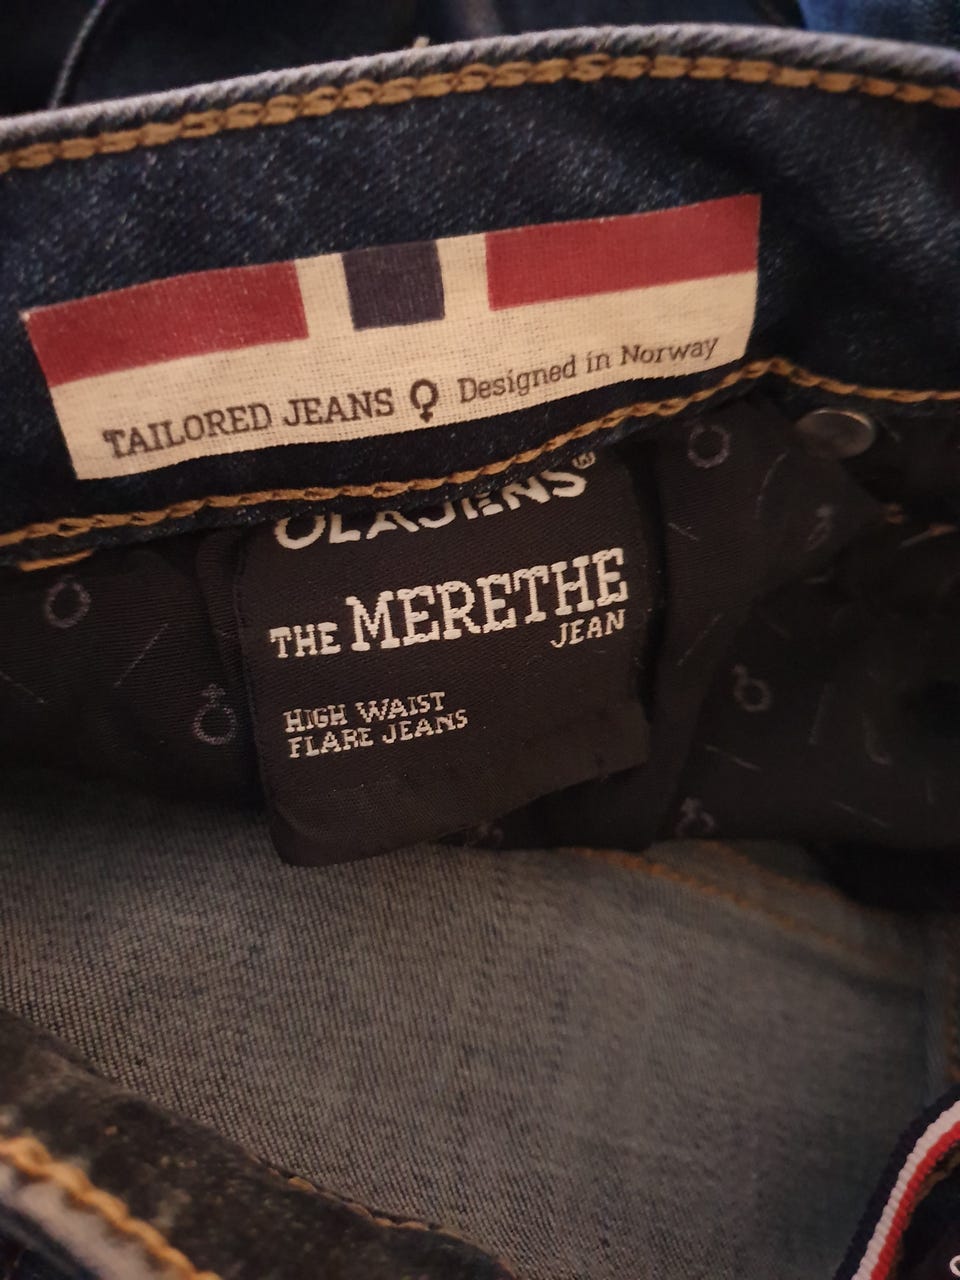 TAILORED JEANS Designed in Norway
OLAJENS®
THE MERETHE
JEAN
HIGH WAIST
FLARE JEANS